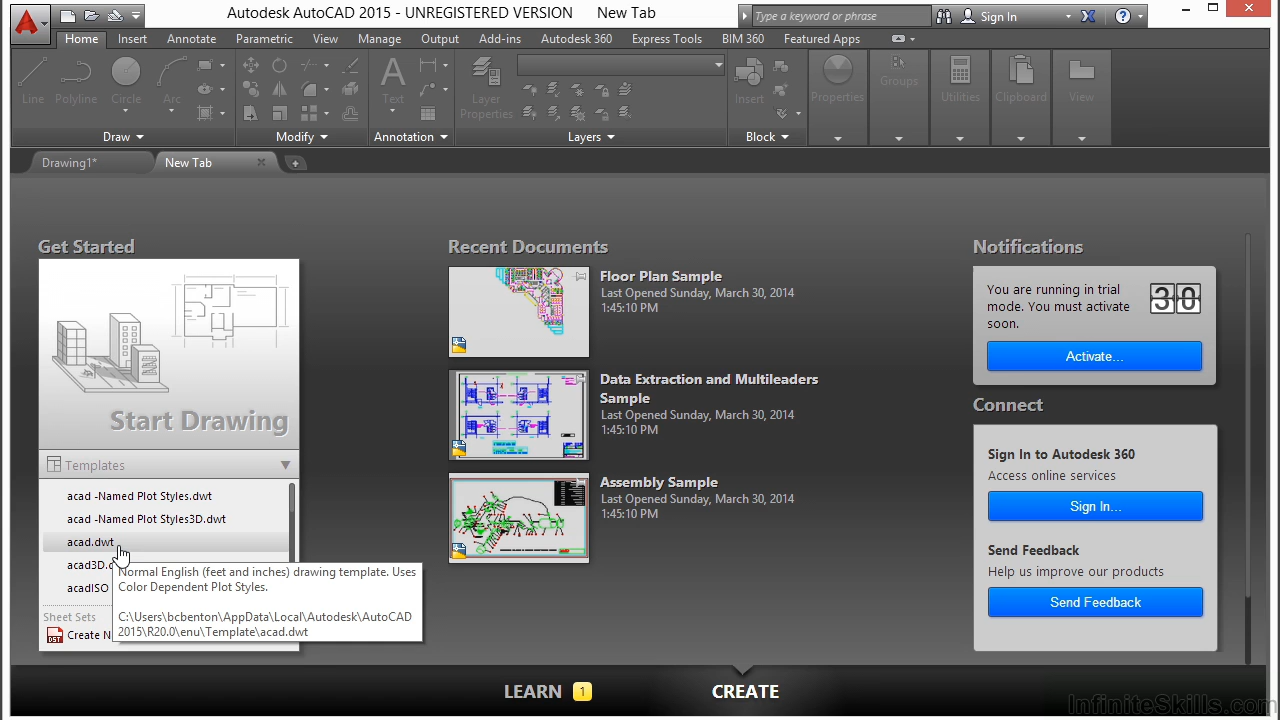 Autodesk AutoCAD 2015 - UNREGISTERED VERSION New Tab
Type a keyword or phrase
Sign In
Home Insert Annotate Parametric View Manage Output Add-ins Autodesk 360 Express Tools BIM 360 Featured Apps
Line Polyline Circle Arc
Text
Layer
Properties
Insert
Properties
Groups
Utilities
Clipboard
View
Draw Modify Annotation Layers Block
Drawing1* New Tab
Get Started
Start Drawing
Templates
acad -Named Plot Styles.dwt
acad -Named Plot Styles3D.dwt
acad.dwt
acad3D.d
acadISO
Normal English (feet and inches) drawing template. Uses
Color Dependent Plot Styles.
C:\Users\bcbenton\AppData\Local\Autodesk\AutoCAD
2015\R20.0\enu\Template\acad.dwt
Sheet Sets
DST
Create N
Recent Documents
Floor Plan Sample
Last Opened Sunday, March 30, 2014
1:45:10 PM
Data Extraction and Multileaders
Sample
Last Opened Sunday, March 30, 2014
1:45:10 PM
Assembly Sample
Last Opened Sunday, March 30, 2014
1:45:10 PM
Notifications
You are running in trial
mode. You must activate
soon.
30
Activate...
Connect
Sign In to Autodesk 360
Access online services
Sign In...
Send Feedback
Help us improve our products
Send Feedback
LEARN 1
CREATE
InfiniteSkills.com